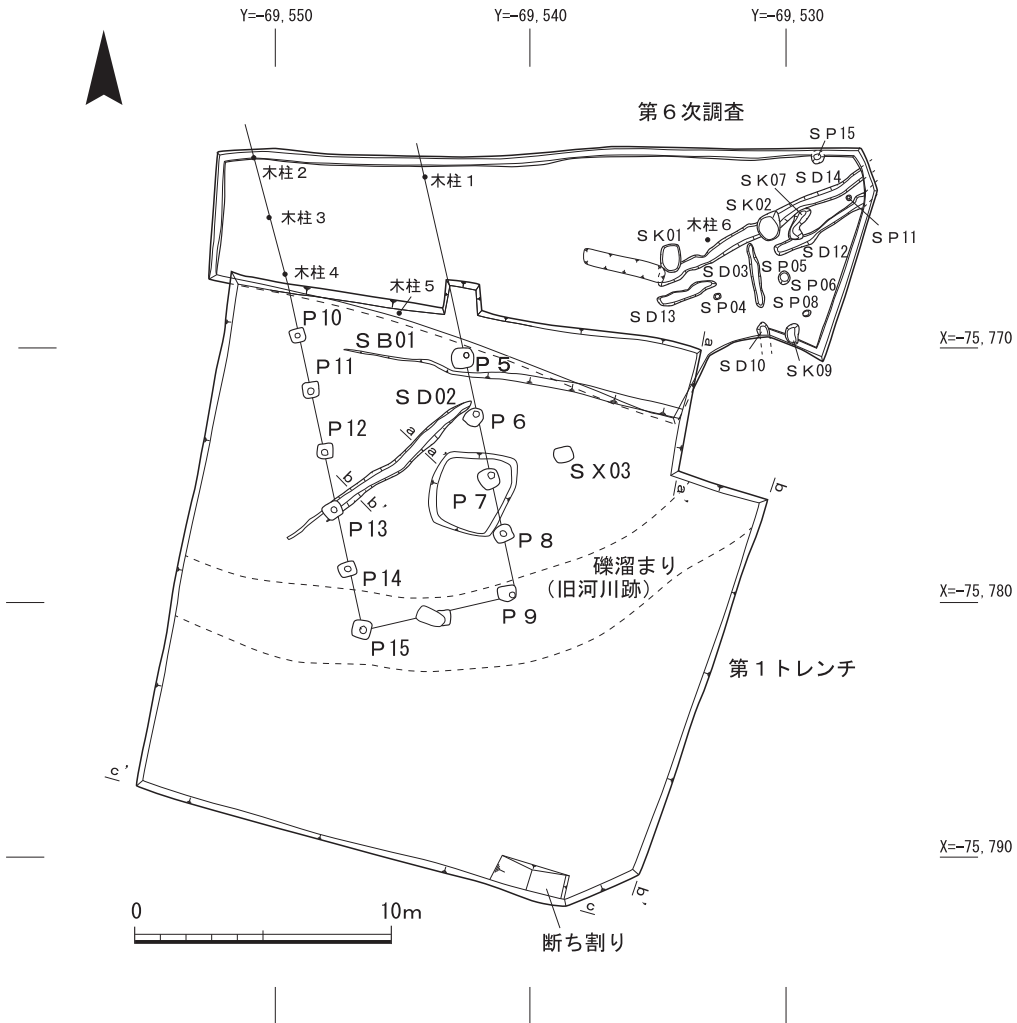 Y=-69,550
Y=-69,540
Y=-69,530
第６次調査
ＳＰ15
木柱２
木柱１
ＳＫ07
ＳＤ14
木柱３
ＳＫ02
木柱６
ＳＰ11
ＳＫ01
ＳＤ12
木柱４
ＳＤ03
ＳＰ05
ＳＰ06
木柱５
ＳＤ13
ＳＰ04
ＳＰ08
Ｐ10
ＳＢ01
a
ＳＤ10
ＳＫ09
X=-75,770
Ｐ５
Ｐ11
ＳＤ02
Ｐ６
Ｐ12
a
a'
ＳＸ03
b
b'
Ｐ７
a'
b
Ｐ13
Ｐ８
礫溜まり
（旧河川跡）
Ｐ14
Ｐ９
X=-75,780
Ｐ15
第１トレンチ
c'
X=-75,790
b'
c
0
10m
断ち割り